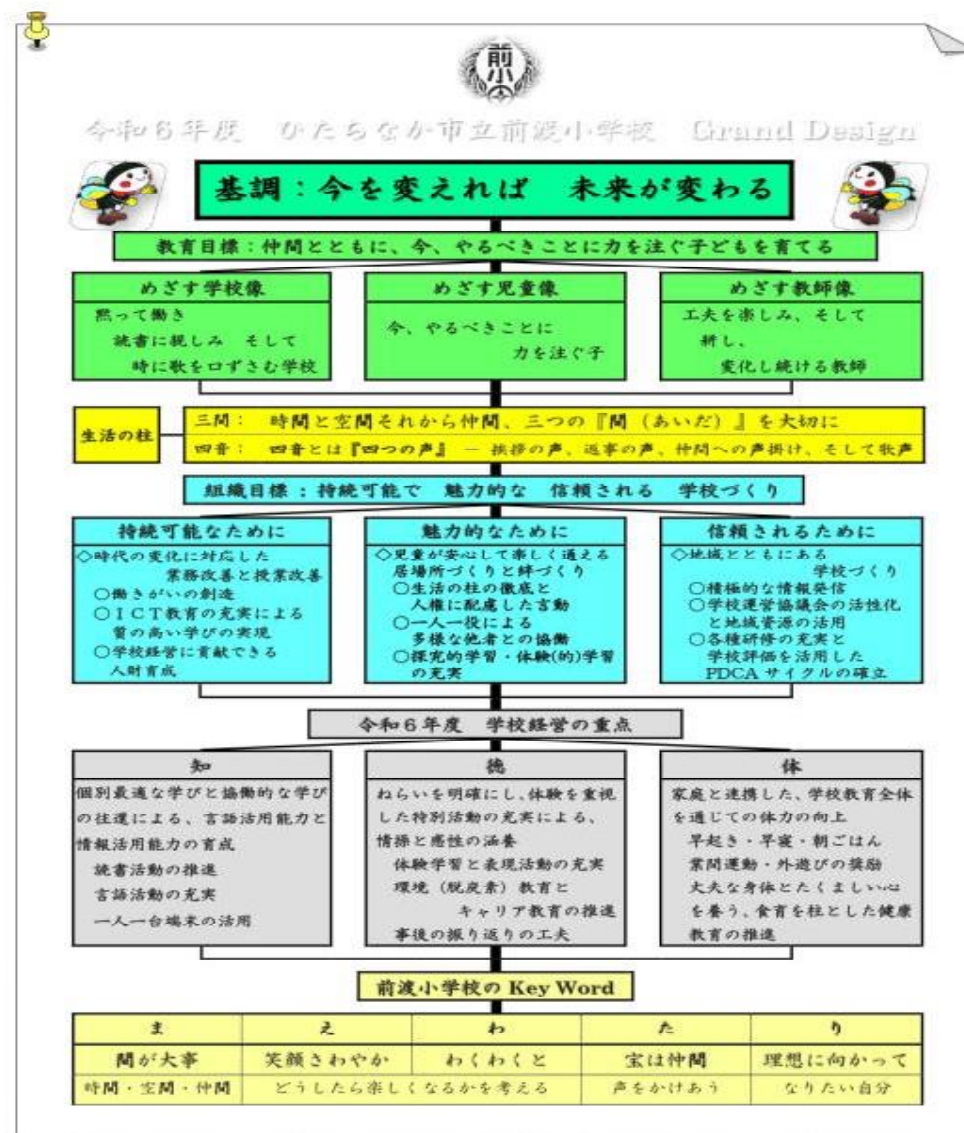 前小
令和6年度 ひたちなか市立前渡小学校 Grand Design
基調:今を変えれば 未来が変わる
教育目標:仲間とともに、今、やるべきことに力を注ぐ子どもを育てる
めざす学校像
黙って働き
読書に親しみ そして
時に歌を口ずさむ学校
めざす児童像
今、やるべきことに
力を注ぐ子
めざす教師像
工夫を楽しみ、そして
新し、
変化し続ける教師
生活の柱
三間: 時間と空間それから仲間、三つの『間(あいだ)』を大切に
四音: 四音とは『四つの声』 － 挨拶の声、返事の声、仲間への声掛け、そして歌声
組織目標:持続可能で 魅力的な 信頼される 学校づくり
持続可能なために
◇時代の変化に対応した
業務改善と授業改善
○働きがいの創造
○ICT教育の充実による
質の高い学びの実現
○学校経営に貢献できる
人財育成
魅力的なために
◇児童が安心して楽しく通える
居場所づくりと絆づくり
○生活の柱の徹底と
人権に配慮した言動
○一人一役による
多様な他者との協働
○探究的学習・体験(的)学習
の充実
信頼されるために
◇地域とともにある
学校づくり
○積極的な情報発信
○学校運営協議会の活性化
と地域資源の活用
○各種研修の充実と
学校評価を活用した
PDCAサイクルの確立
令和6年度 学校経営の重点
知
個別最適な学びと協働的な学び
の往還による、言語活用能力と
情報活用能力の育点
読書活動の推進
言語活動の充実
一人一台端末の活用
徳
ねらいを明確にし、体験を重視
した特別活動の充実による、
情操と感性の涵養
体験学習と表現活動の充実
環境(脱炭素)教育と
キャリア教育の推進
事後の振り返りの工夫
体
家庭と連携した、学校教育全体
を通じての体力の向上
早起き・早寝・朝ごはん
業間運動・外遊びの奨励
丈夫な身体とたくましい心
を養う、食育を柱とした健康
教育の推進
前渡小学校の Key Word
ま え わ た り
間が大事 笑顔さわやか わくわくと 宝は仲間 理想に向かって
時間・空間・仲間 どうしたら楽しくなるかを考える 声をかけあう なりたい自分